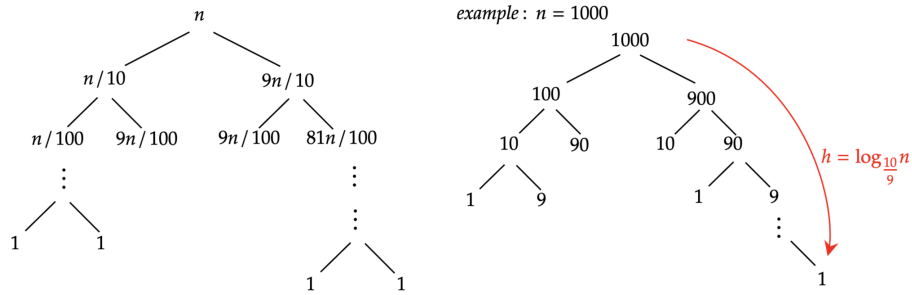 n
n/10 9n/10
n/100 9n/100 9n/100 81n/100
⋮ ⋮
⋮
1 1
1 1
example: n = 1000
1000
100 900
10 90 10 90
1 9 1 9
⋮
1
h = log_{10/9} n